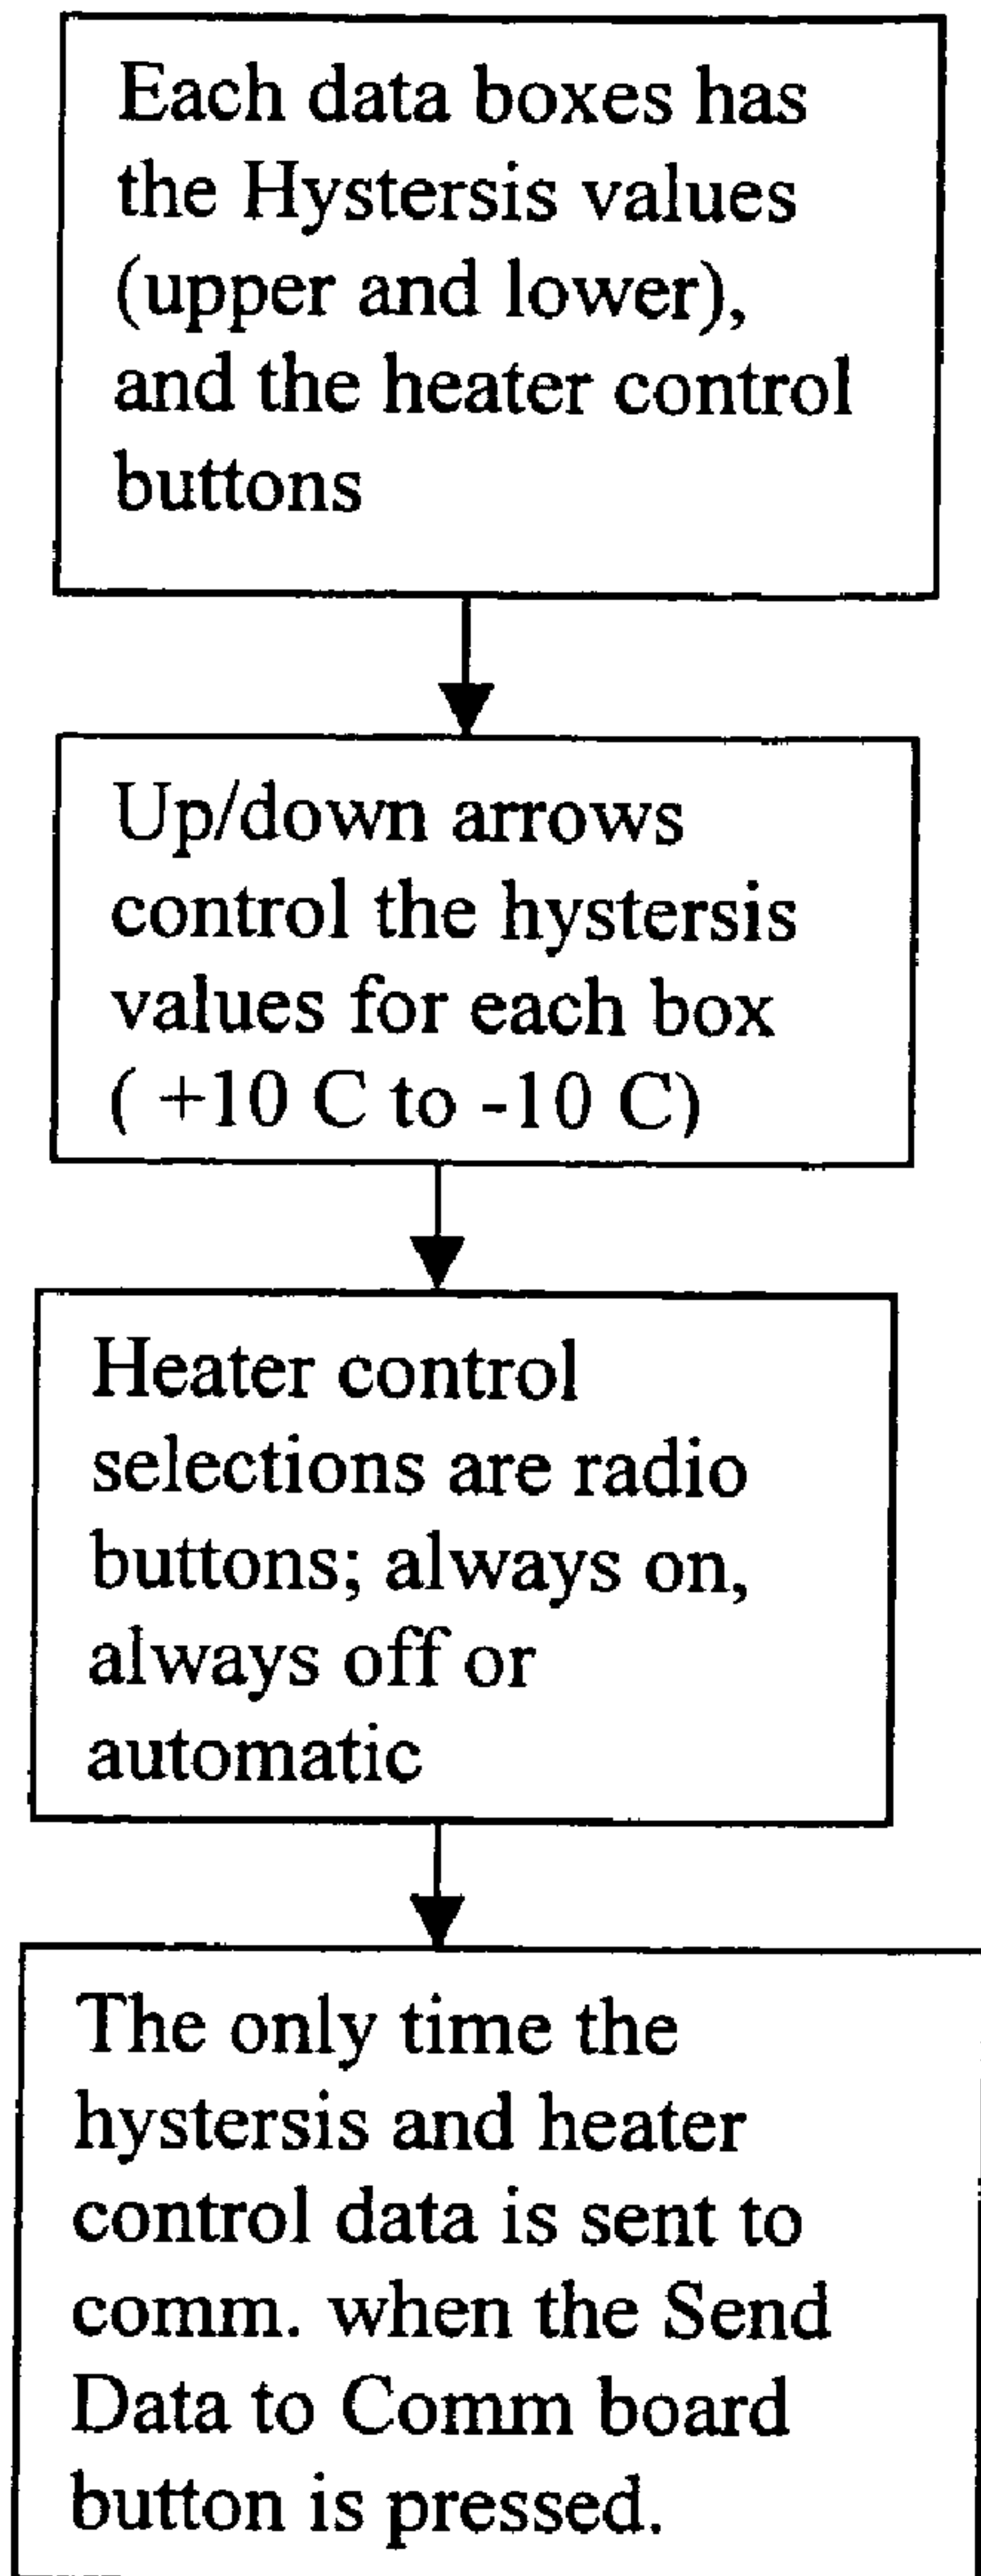 Each data boxes has
the Hystersis values
(upper and lower),
and the heater control
buttons
Up/down arrows
control the hystersis
values for each box
( +10 C to -10 C)
Heater control
selections are radio
buttons; always on,
always off or
automatic
The only time the
hystersis and heater
control data is sent to
comm. when the Send
Data to Comm board
button is pressed.